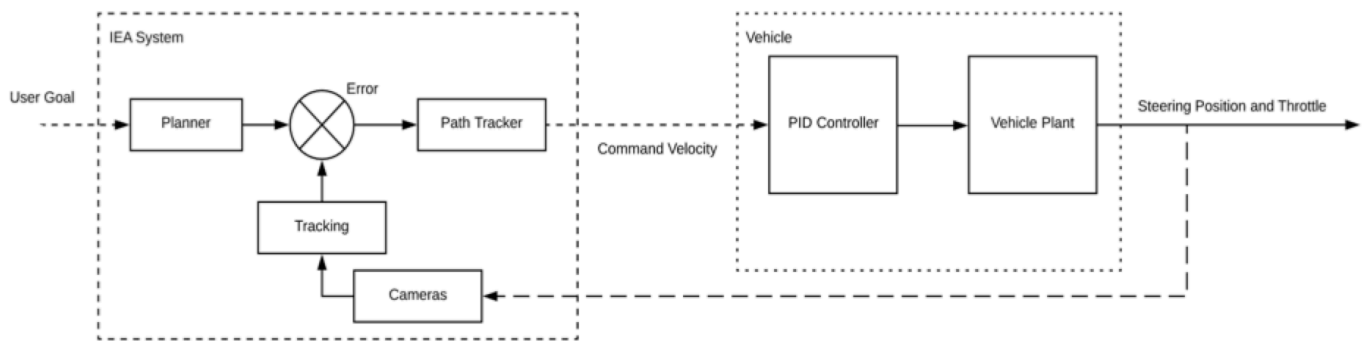 IEA System
Vehicle
User Goal
Planner
Error
Path Tracker
Command Velocity
PID Controller
Vehicle Plant
Steering Position and Throttle
Tracking
Cameras